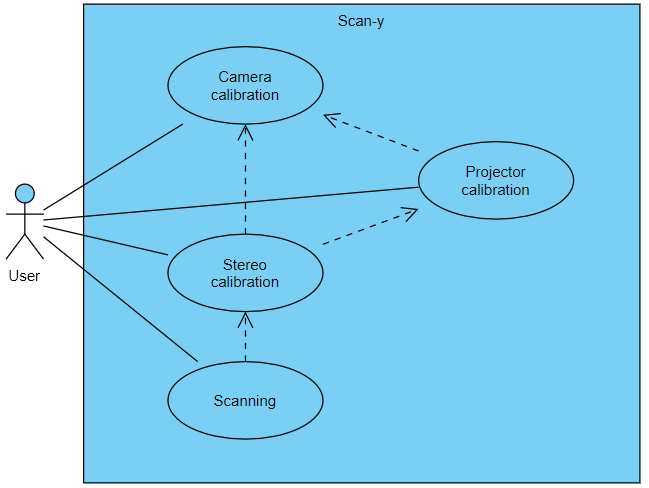 Scan-y
Camera
calibration
Projector
calibration
User
Stereo
calibration
Scanning